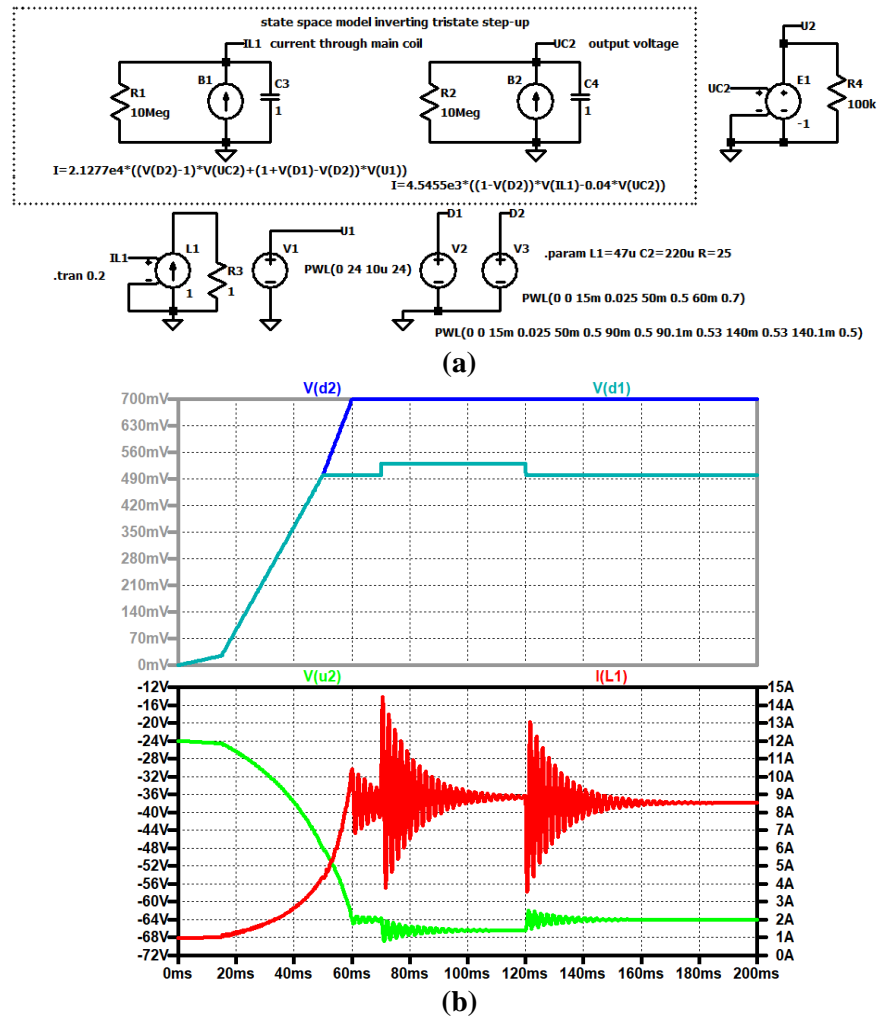 state space model inverting tristate step-up
IL1 current through main coil
UC2 output voltage
U2
R1
10Meg
B1
C3
1
R2
10Meg
B2
C4
1
UC2
E1
-1
R4
100k
I=2.1277e4*((V(D2)-1)*V(UC2)+(1+V(D1)-V(D2))*V(U1))
I=4.5455e3*((1-V(D2))*V(IL1)-0.04*V(UC2))
IL1
L1
1
R3
1
.tran 0.2
U1
V1
PWL(0 24 10u 24)
D1
V2
D2
V3
.param L1=47u C2=220u R=25
PWL(0 0 15m 0.025 50m 0.5 60m 0.7)
PWL(0 0 15m 0.025 50m 0.5 90m 0.5 90.1m 0.53 140m 0.53 140.1m 0.5)
(a)
V(d2) V(d1)
700mV
630mV
560mV
490mV
420mV
350mV
280mV
210mV
140mV
70mV
0mV
V(u2) I(L1)
-12V 15A
-16V 14A
-20V 13A
-24V 12A
-28V 11A
-32V 10A
-36V 9A
-40V 8A
-44V 7A
-48V 6A
-52V 5A
-56V 4A
-60V 3A
-64V 2A
-68V 1A
-72V 0A
0ms 20ms 40ms 60ms 80ms 100ms 120ms 140ms 160ms 180ms 200ms
(b)